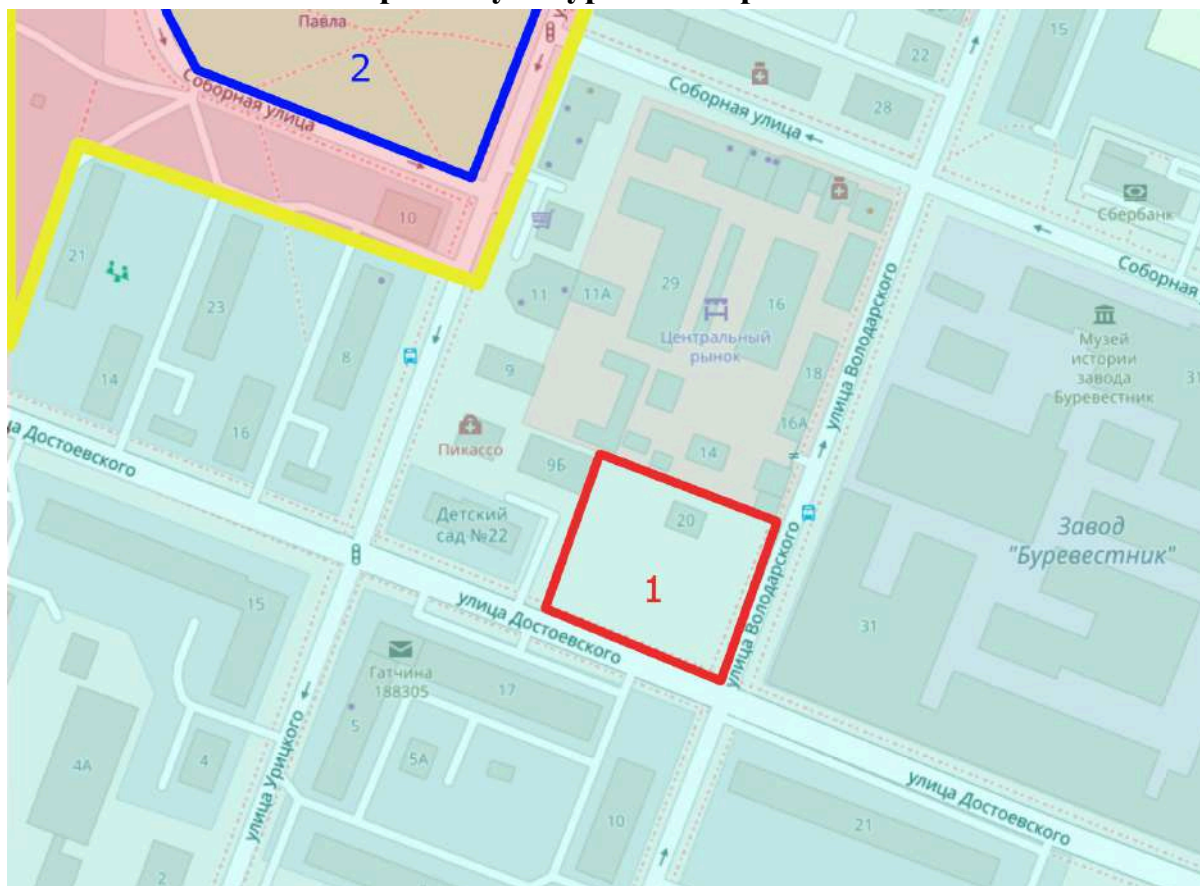 Павла
2
Соборная улица
10
21
23
8
14
16
ца Достоевского
22
15
28
Соборная улица
Сбербанк
Соборная
11
11А
29
16
Центральный
рынок
18
16А
14
9
Пикассо
9Б
улица Володарского
Музей
истории
завода
Буревестник
31
Детский
сад №22
20
1
улица Володарского
Завод
"Буревестник"
31
улица Достоевского
15
Гатчина
188305
17
5
5А
4
4А
улица Урицкого
10
2
21
улица Достоевского